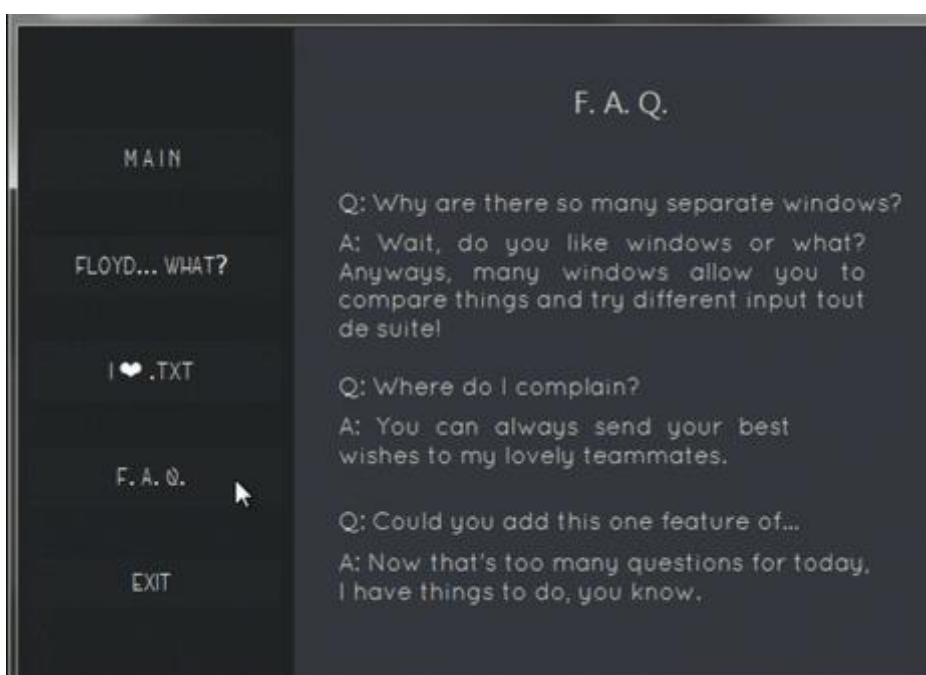 F. A. Q.
MAIN
FLOYD... WHAT?
I ❤ .TXT
F. A. Q.
EXIT
Q: Why are there so many separate windows?
A: Wait, do you like windows or what?
Anyways, many windows allow you to
compare things and try different input tout
de suite!
Q: Where do I complain?
A: You can always send your best
wishes to my lovely teammates.
Q: Could you add this one feature of...
A: Now that's too many questions for today,
I have things to do, you know.